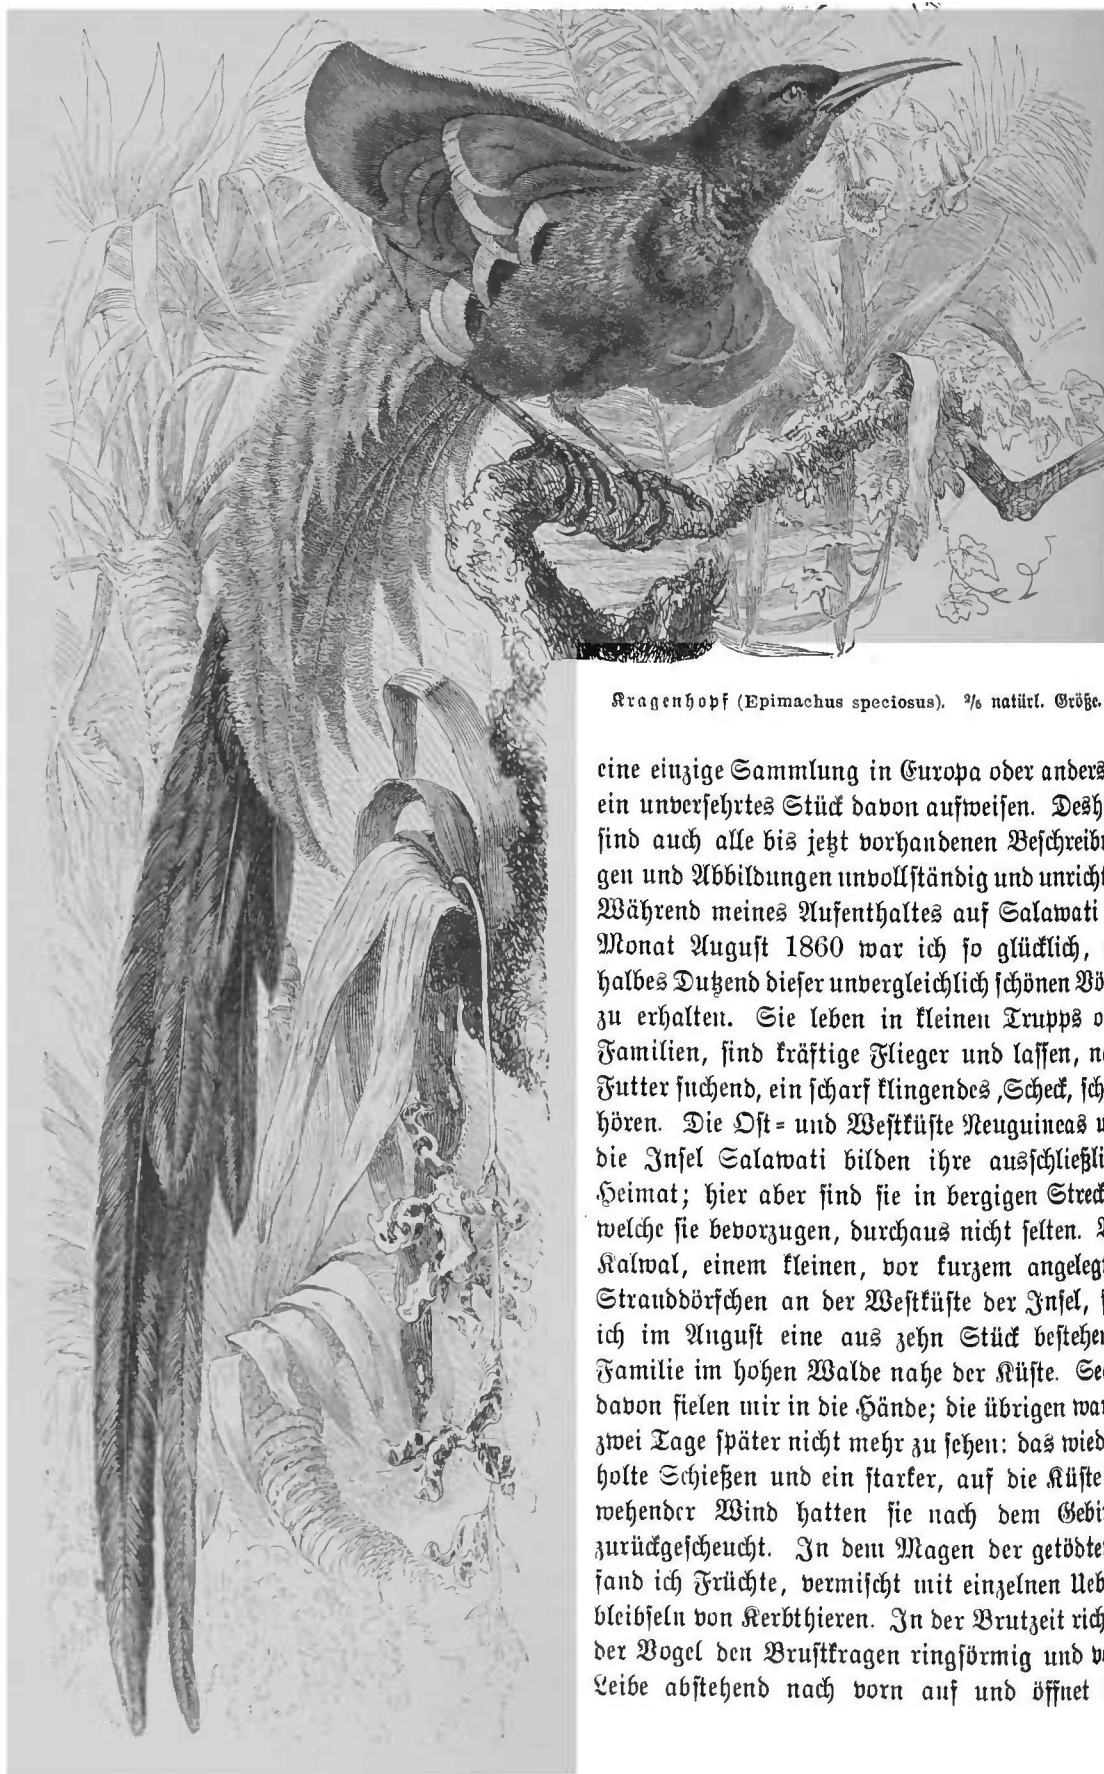 Kragenhopf (Epimachus speciosus). ²/₅ natürl. Größe.
eine einzige Sammlung in Europa oder anders
ein unversehrtes Stück davon aufweisen. Desh
sind auch alle bis jetzt vorhandenen Beschreib
gen und Abbildungen unvollständig und unricht
Während meines Aufenthaltes auf Salawati
Monat August 1860 war ich so glücklich,
halbes Dutzend dieser unvergleichlich schönen Vö
zu erhalten. Sie leben in kleinen Trupps o
Familien, sind kräftige Flieger und lassen, na
Futter suchend, ein scharf klingendes ‚Scheck, sch
hören. Die Ost- und Westküste Neuguineas u
die Insel Salawati bilden ihre ausschließli
Heimat; hier aber sind sie in bergigen Streck
welche sie bevorzugen, durchaus nicht selten.
Kalwal, einem kleinen, vor kurzem angelegt
Stranddörfchen an der Westküste der Insel, s
ich im August eine aus zehn Stück bestehen
Familie im hohen Walde nahe der Küste. Se
davon fielen mir in die Hände; die übrigen war
zwei Tage später nicht mehr zu sehen: das wied
holte Schießen und ein starker, auf die Küste
wehender Wind hatten sie nach dem Gebi
zurückgescheucht. In dem Magen der getödte
fand ich Früchte, vermischt mit einzelnen Ueb
bleibseln von Kerbthieren. In der Brutzeit rich
der Vogel den Brustkragen ringförmig und v
Leibe abstehend nach vorn auf und öffnet